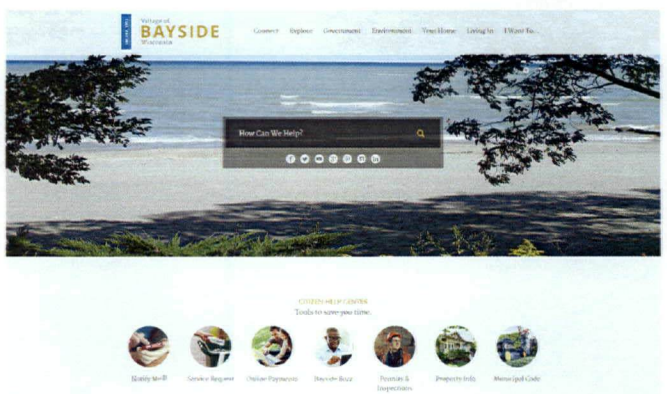 Village of
BAYSIDE
Wisconsin
Connect Explore Government Environment Your Home Living In I Want To...
How Can We Help?
CITIZEN HELP CENTER
Tools to save you time.
Notify Me® Service Request Online Payments Bayside Buzz Permits & Inspections Property Info Municipal Code